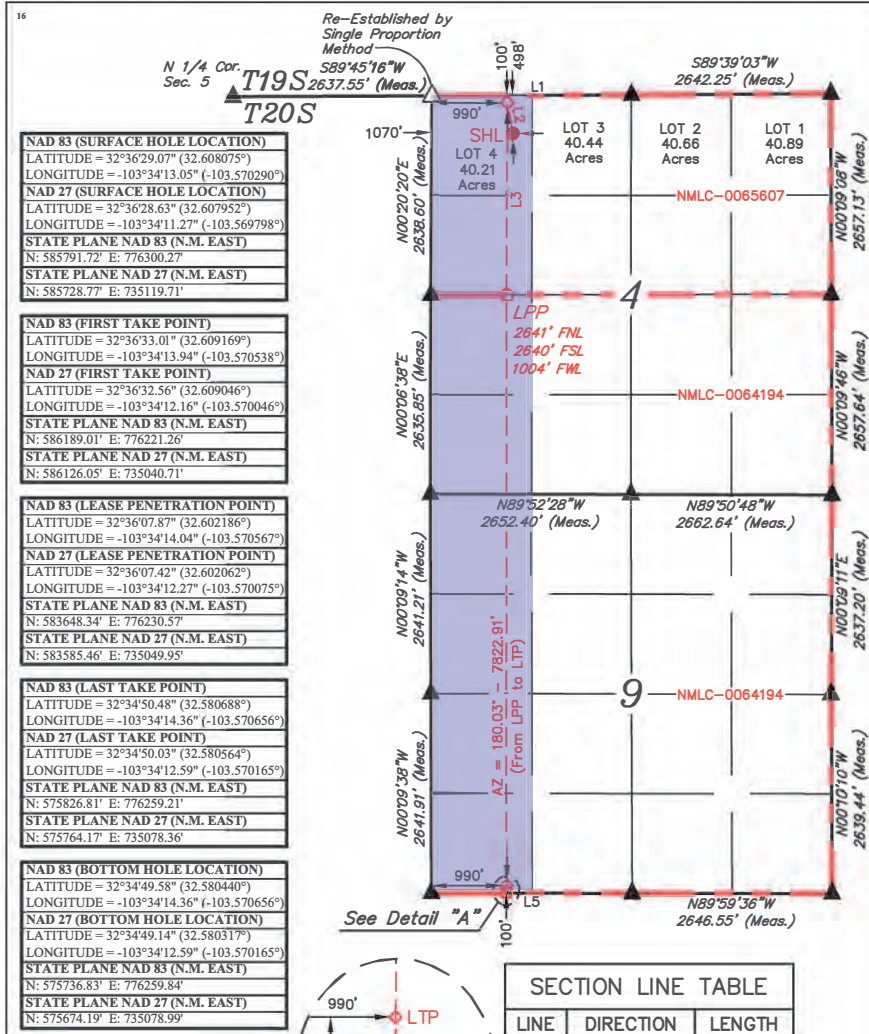 16
Re-Established by
Single Proportion
Method
N 1/4 Cor.
Sec. 5
T19S
T20S
S89°45'16"W
2637.55' (Meas.)
100'
498'
L1
S89°39'03"W
2642.25' (Meas.)
990'
L2
1070'
SHL
LOT 4
40.21
Acres
LOT 3
40.44
Acres
LOT 2
40.66
Acres
LOT 1
40.89
Acres
L3
NMLC-0065607
N00°20'20"E
2638.60' (Meas.)
N00°09'08"W
2657.13' (Meas.)
4
LPP
2641' FNL
2640' FSL
1004' FWL
NMLC-0064194
N00°06'38"E
2635.85' (Meas.)
N00°09'46"W
2657.64' (Meas.)
N89°52'28"W
2652.40' (Meas.)
N89°50'48"W
2662.64' (Meas.)
N00°09'14"W
2641.21' (Meas.)
N00°09'11"E
2637.20' (Meas.)
9
NMLC-0064194
AZ = 180.03° - 7822.91'
(From LPP to LTP)
N00°09'38"W
2641.91' (Meas.)
N00°10'10"W
2639.44' (Meas.)
990'
L5
See Detail "A"
100'
N89°59'36"W
2646.55' (Meas.)
NAD 83 (SURFACE HOLE LOCATION)
LATITUDE = 32°36'29.07" (32.608075°)
LONGITUDE = -103°34'13.05" (-103.570290°)
NAD 27 (SURFACE HOLE LOCATION)
LATITUDE = 32°36'28.63" (32.607952°)
LONGITUDE = -103°34'11.27" (-103.569798°)
STATE PLANE NAD 83 (N.M. EAST)
N: 585791.72' E: 776300.27'
STATE PLANE NAD 27 (N.M. EAST)
N: 585728.77' E: 735119.71'
NAD 83 (FIRST TAKE POINT)
LATITUDE = 32°36'33.01" (32.609169°)
LONGITUDE = -103°34'13.94" (-103.570538°)
NAD 27 (FIRST TAKE POINT)
LATITUDE = 32°36'32.56" (32.609046°)
LONGITUDE = -103°34'12.16" (-103.570046°)
STATE PLANE NAD 83 (N.M. EAST)
N: 586189.01' E: 776221.26'
STATE PLANE NAD 27 (N.M. EAST)
N: 586126.05' E: 735040.71'
NAD 83 (LEASE PENETRATION POINT)
LATITUDE = 32°36'07.87" (32.602186°)
LONGITUDE = -103°34'14.04" (-103.570567°)
NAD 27 (LEASE PENETRATION POINT)
LATITUDE = 32°36'07.42" (32.602062°)
LONGITUDE = -103°34'12.27" (-103.570075°)
STATE PLANE NAD 83 (N.M. EAST)
N: 583648.34' E: 776230.57'
STATE PLANE NAD 27 (N.M. EAST)
N: 583585.46' E: 735049.95'
NAD 83 (LAST TAKE POINT)
LATITUDE = 32°34'50.48" (32.580688°)
LONGITUDE = -103°34'14.36" (-103.570656°)
NAD 27 (LAST TAKE POINT)
LATITUDE = 32°34'50.03" (32.580564°)
LONGITUDE = -103°34'12.59" (-103.570165°)
STATE PLANE NAD 83 (N.M. EAST)
N: 575826.81' E: 776259.21'
STATE PLANE NAD 27 (N.M. EAST)
N: 575764.17' E: 735078.36'
NAD 83 (BOTTOM HOLE LOCATION)
LATITUDE = 32°34'49.58" (32.580440°)
LONGITUDE = -103°34'14.36" (-103.570656°)
NAD 27 (BOTTOM HOLE LOCATION)
LATITUDE = 32°34'49.14" (32.580317°)
LONGITUDE = -103°34'12.59" (-103.570165°)
STATE PLANE NAD 83 (N.M. EAST)
N: 575736.83' E: 776259.84'
STATE PLANE NAD 27 (N.M. EAST)
N: 575674.19' E: 735078.99'
990'
LTP
SECTION LINE TABLE
LINE DIRECTION LENGTH